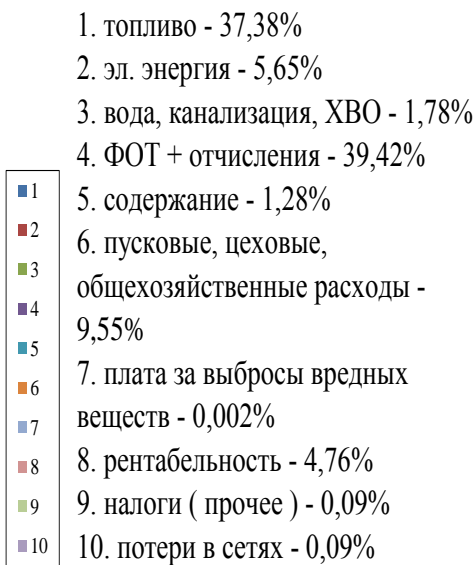 1. топливо - 37,38%
2. эл. энергия - 5,65%
3. вода, канализация, ХВО - 1,78%
4. ФОТ + отчисления - 39,42%
5. содержание - 1,28%
6. пусковые, цеховые,
общехозяйственные расходы -
9,55%
7. плата за выбросы вредных
веществ - 0,002%
8. рентабельность - 4,76%
9. налоги ( прочее ) - 0,09%
10. потери в сетях - 0,09%
1
2
3
4
5
6
7
8
9
10